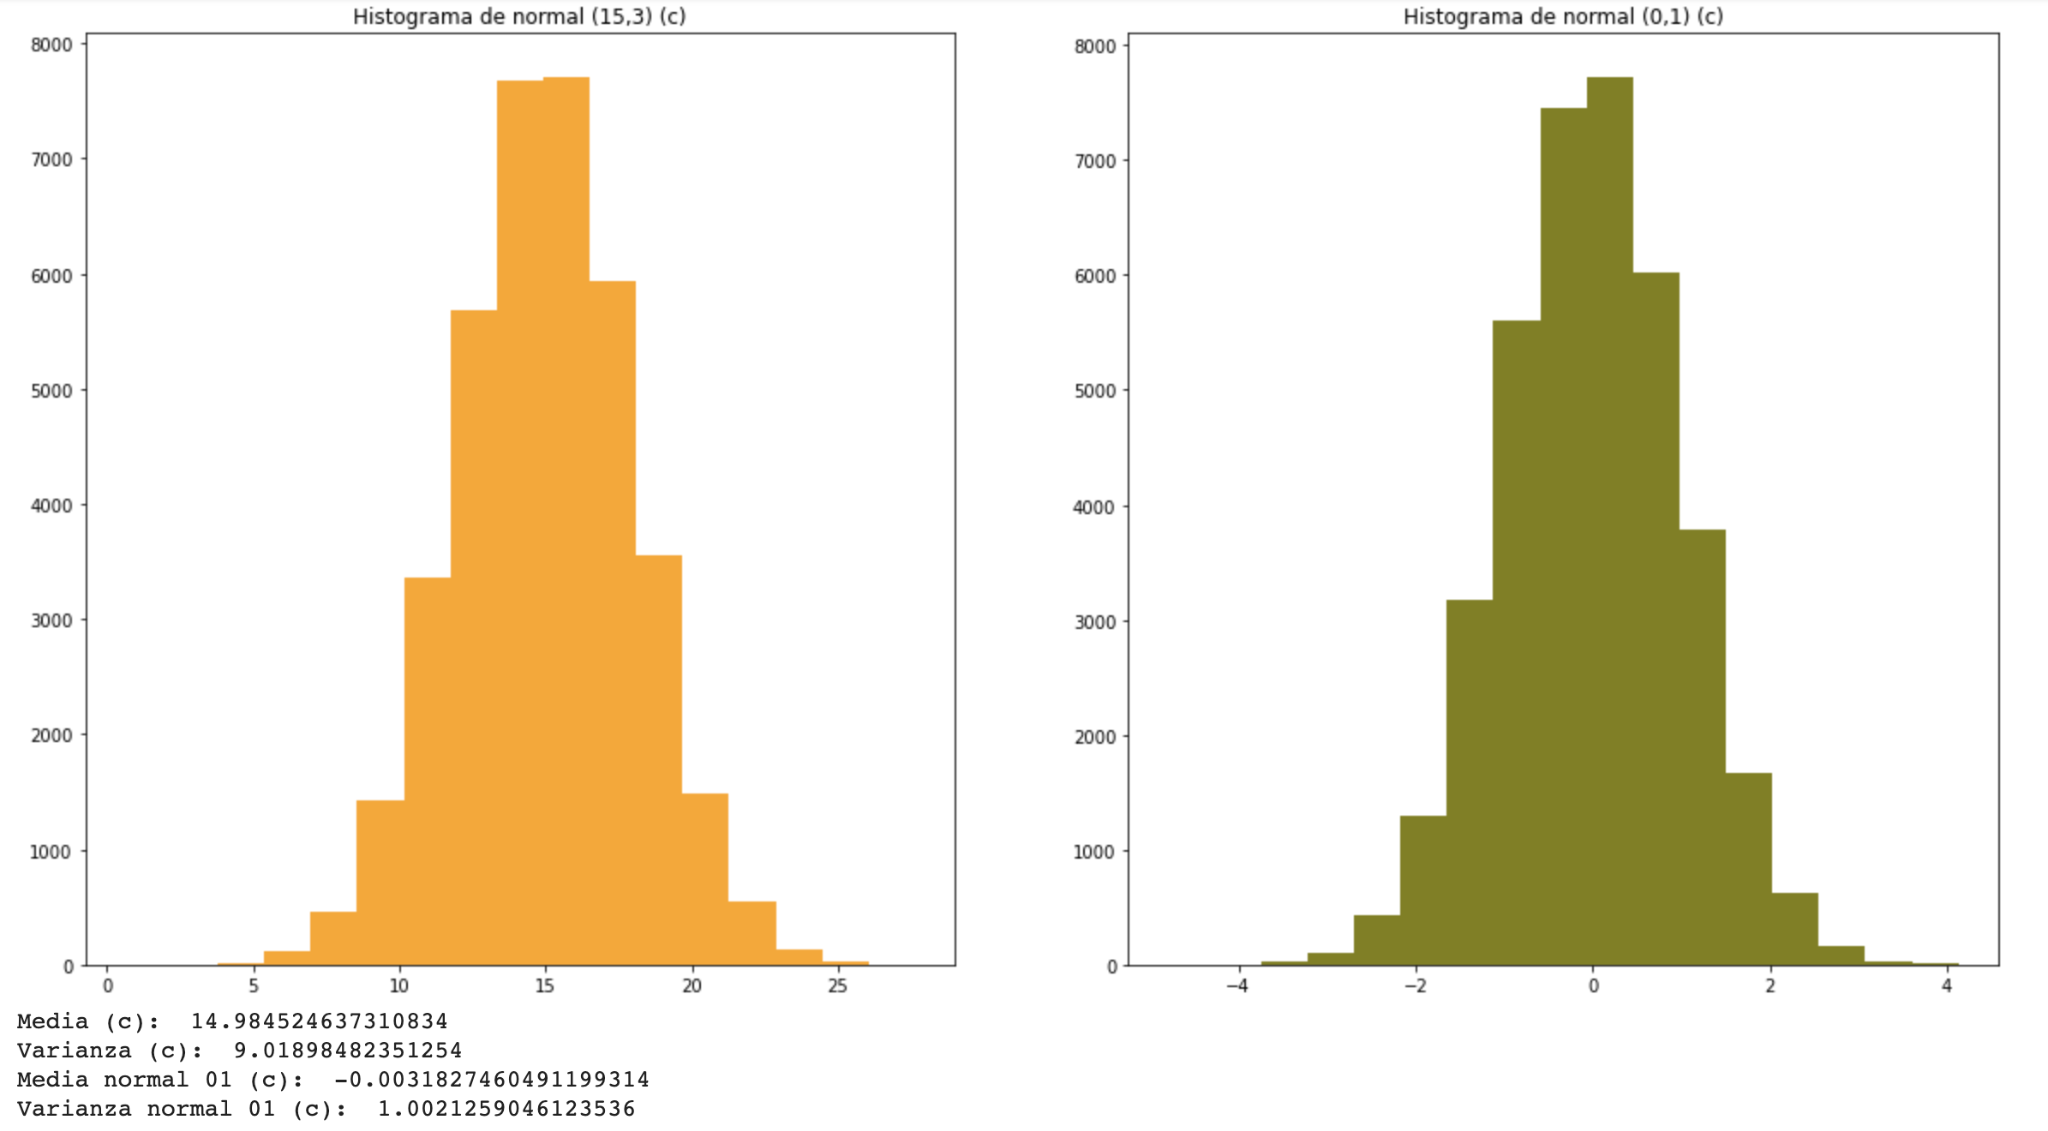 Histograma de normal (15,3) (c)
8000
7000
6000
5000
4000
3000
2000
1000
0
0 5 10 15 20 25
Histograma de normal (0,1) (c)
8000
7000
6000
5000
4000
3000
2000
1000
0
−4 −2 0 2 4
Media (c): 14.984524637310834
Varianza (c): 9.01898482351254
Media normal 01 (c): -0.0031827460491199314
Varianza normal 01 (c): 1.0021259046123536